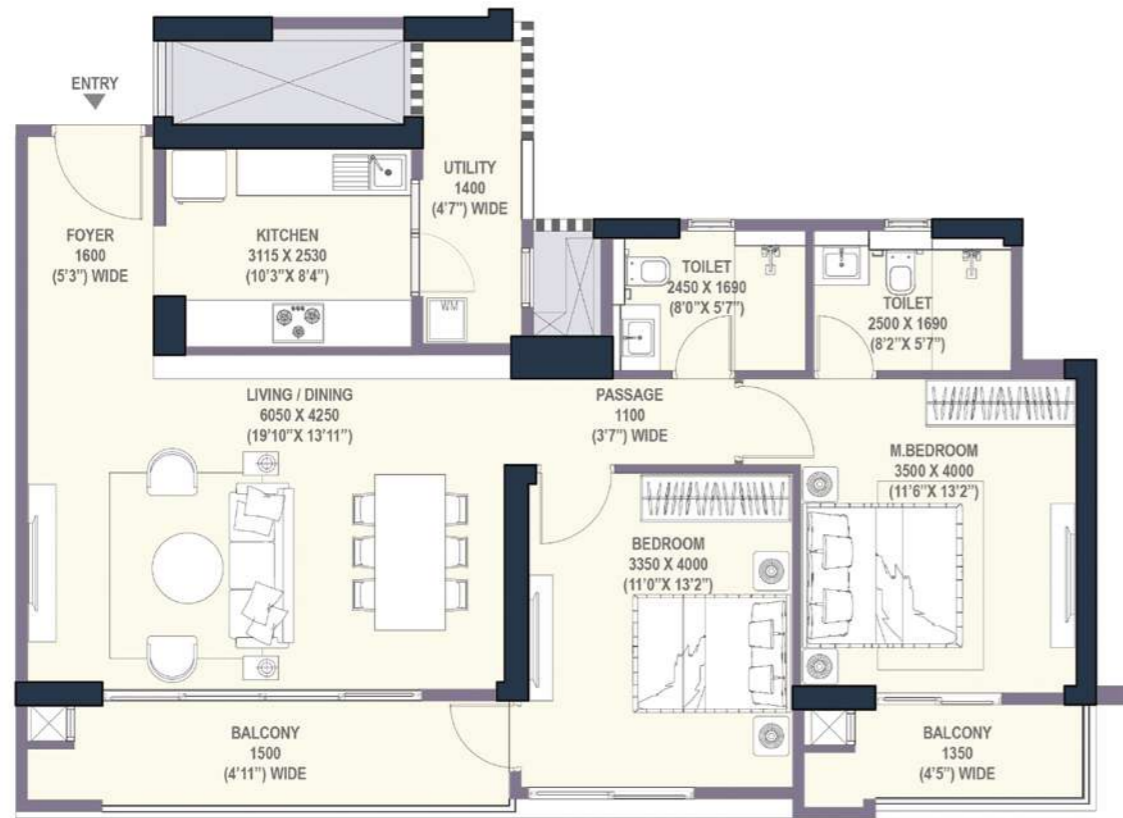 ENTRY
FOYER
1600
(5'3") WIDE
KITCHEN
3115 X 2530
(10'3"X 8'4")
UTILITY
1400
(4'7") WIDE
WM
TOILET
2450 X 1690
(8'0"X 5'7")
TOILET
2500 X 1690
(8'2"X 5'7")
LIVING / DINING
6050 X 4250
(19'10"X 13'11")
PASSAGE
1100
(3'7") WIDE
M.BEDROOM
3500 X 4000
(11'6"X 13'2")
BEDROOM
3350 X 4000
(11'0"X 13'2")
BALCONY
1500
(4'11") WIDE
BALCONY
1350
(4'5") WIDE